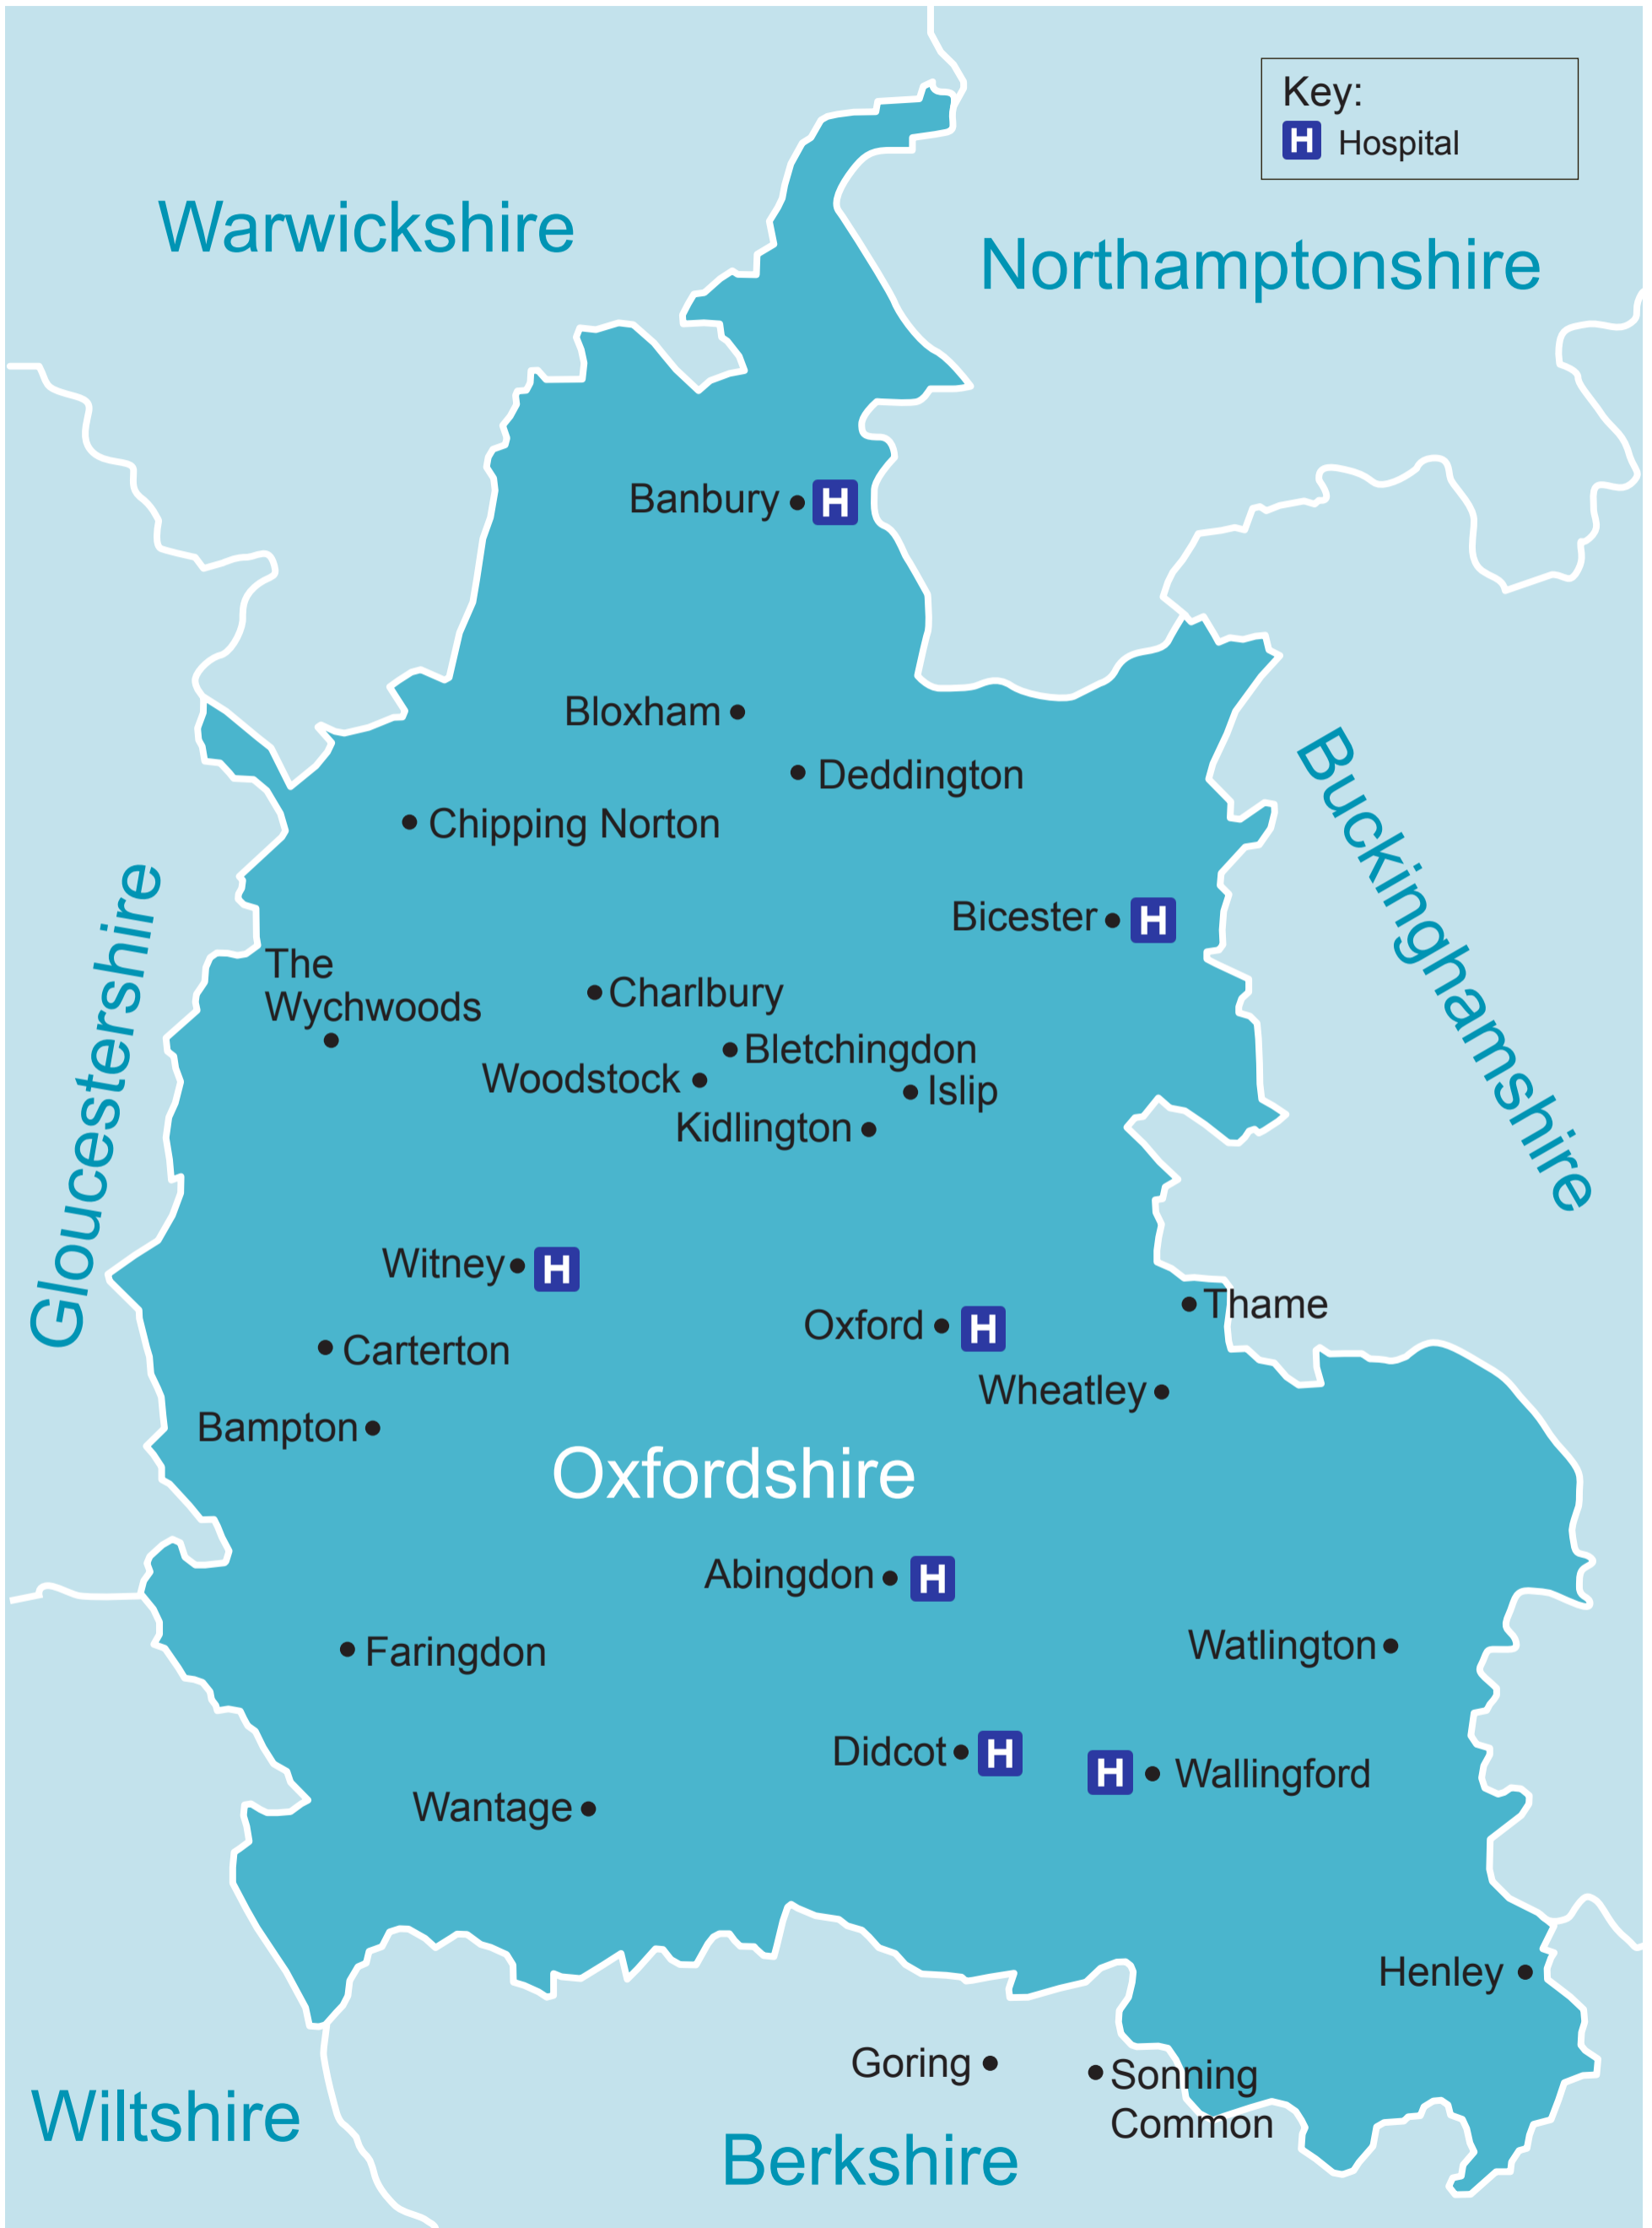 Key:
H Hospital
Warwickshire
Northamptonshire
Banbury H
Bloxham
Deddington
Chipping Norton
Buckinghamshire
Gloucestershire
Bicester H
The
Wychwoods
Charlbury
Bletchingdon
Woodstock
Islip
Kidlington
Witney H
Thame
Oxford H
Carterton
Wheatley
Bampton
Oxfordshire
Abingdon H
Faringdon
Watlington
Didcot H
H Wallingford
Wantage
Henley
Goring
Sonning
Common
Wiltshire
Berkshire